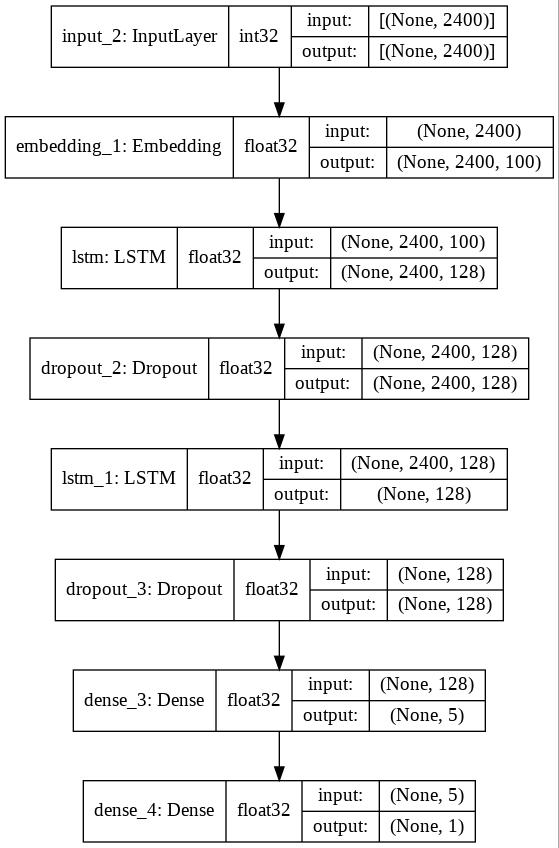 input_2: InputLayer int32 input: [(None, 2400)]
output: [(None, 2400)]
embedding_1: Embedding float32 input: (None, 2400)
output: (None, 2400, 100)
lstm: LSTM float32 input: (None, 2400, 100)
output: (None, 2400, 128)
dropout_2: Dropout float32 input: (None, 2400, 128)
output: (None, 2400, 128)
lstm_1: LSTM float32 input: (None, 2400, 128)
output: (None, 128)
dropout_3: Dropout float32 input: (None, 128)
output: (None, 128)
dense_3: Dense float32 input: (None, 128)
output: (None, 5)
dense_4: Dense float32 input: (None, 5)
output: (None, 1)